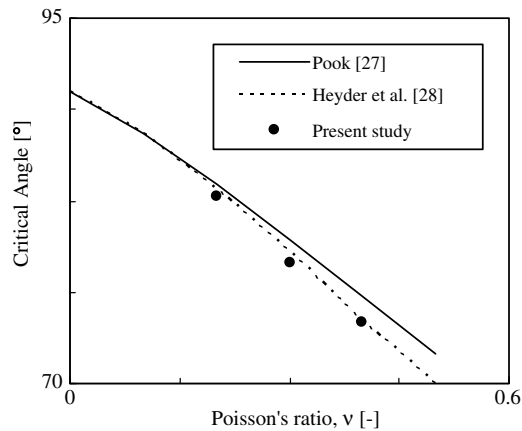 95
Pook [27]
Heyder et al. [28]
Present study
Critical Angle [°]
70
0
0.6
Poisson's ratio, ν [-]